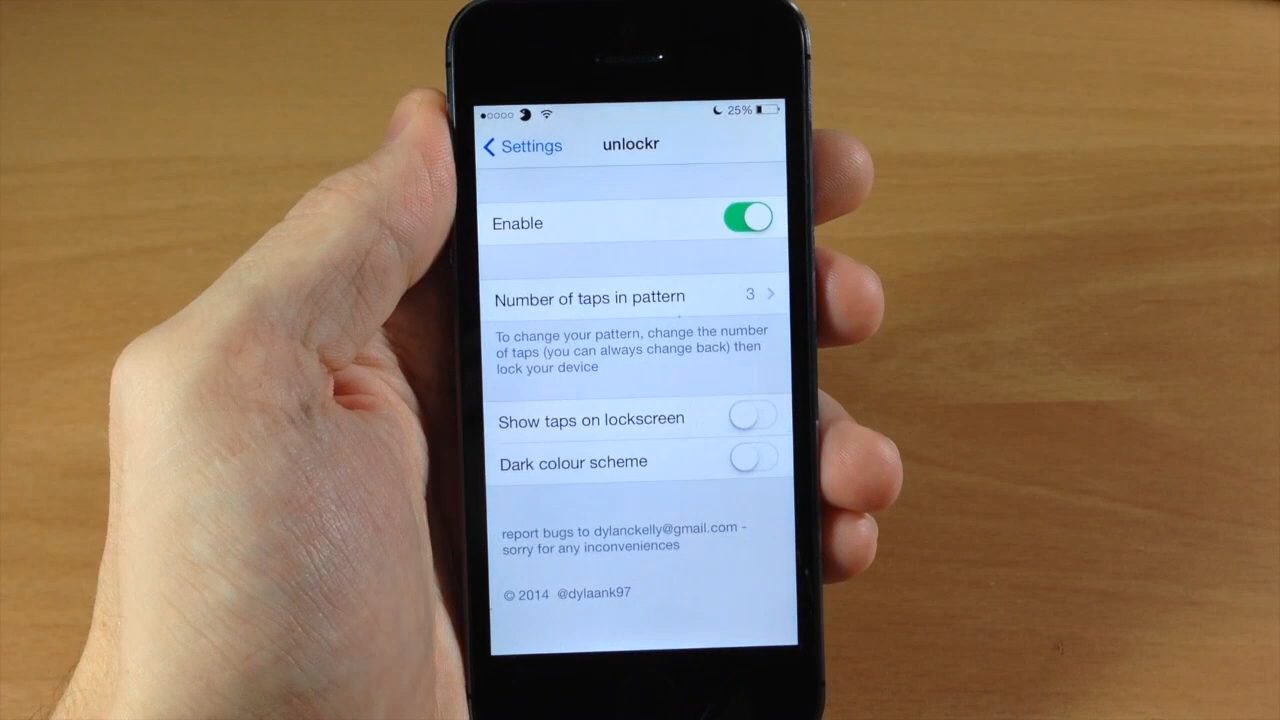 25%
Settings
unlockr
Enable
Number of taps in pattern 3
To change your pattern, change the number
of taps (you can always change back) then
lock your device
Show taps on lockscreen
Dark colour scheme
report bugs to dylanckelly@gmail.com -
sorry for any inconveniences
© 2014 @dylaank97